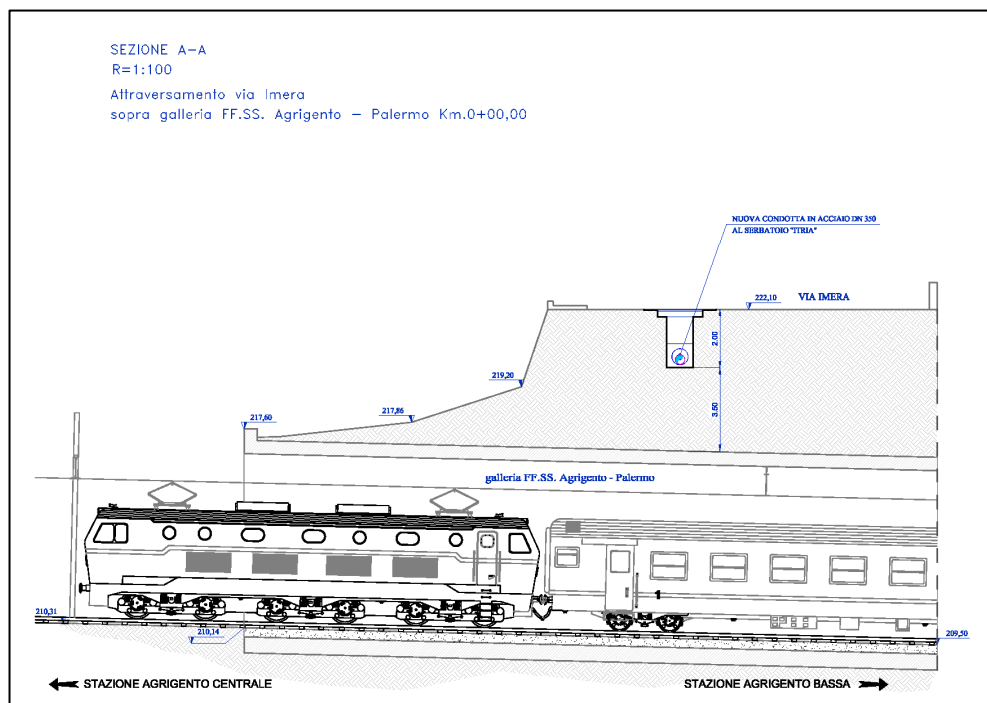 SEZIONE A-A
R=1:100
Attraversamento via Imera
sopra galleria FF.SS. Agrigento - Palermo Km.0+00,00
NUOVA CONDOTTA IN ACCIAIO DN 350
AL SERBATOIO "ITRIA"
222,10
VIA IMERA
2.00
219,20
3.50
217,86
217,60
galleria FF.SS. Agrigento - Palermo
1
210,31
210,14
209,50
STAZIONE AGRIGENTO CENTRALE
STAZIONE AGRIGENTO BASSA